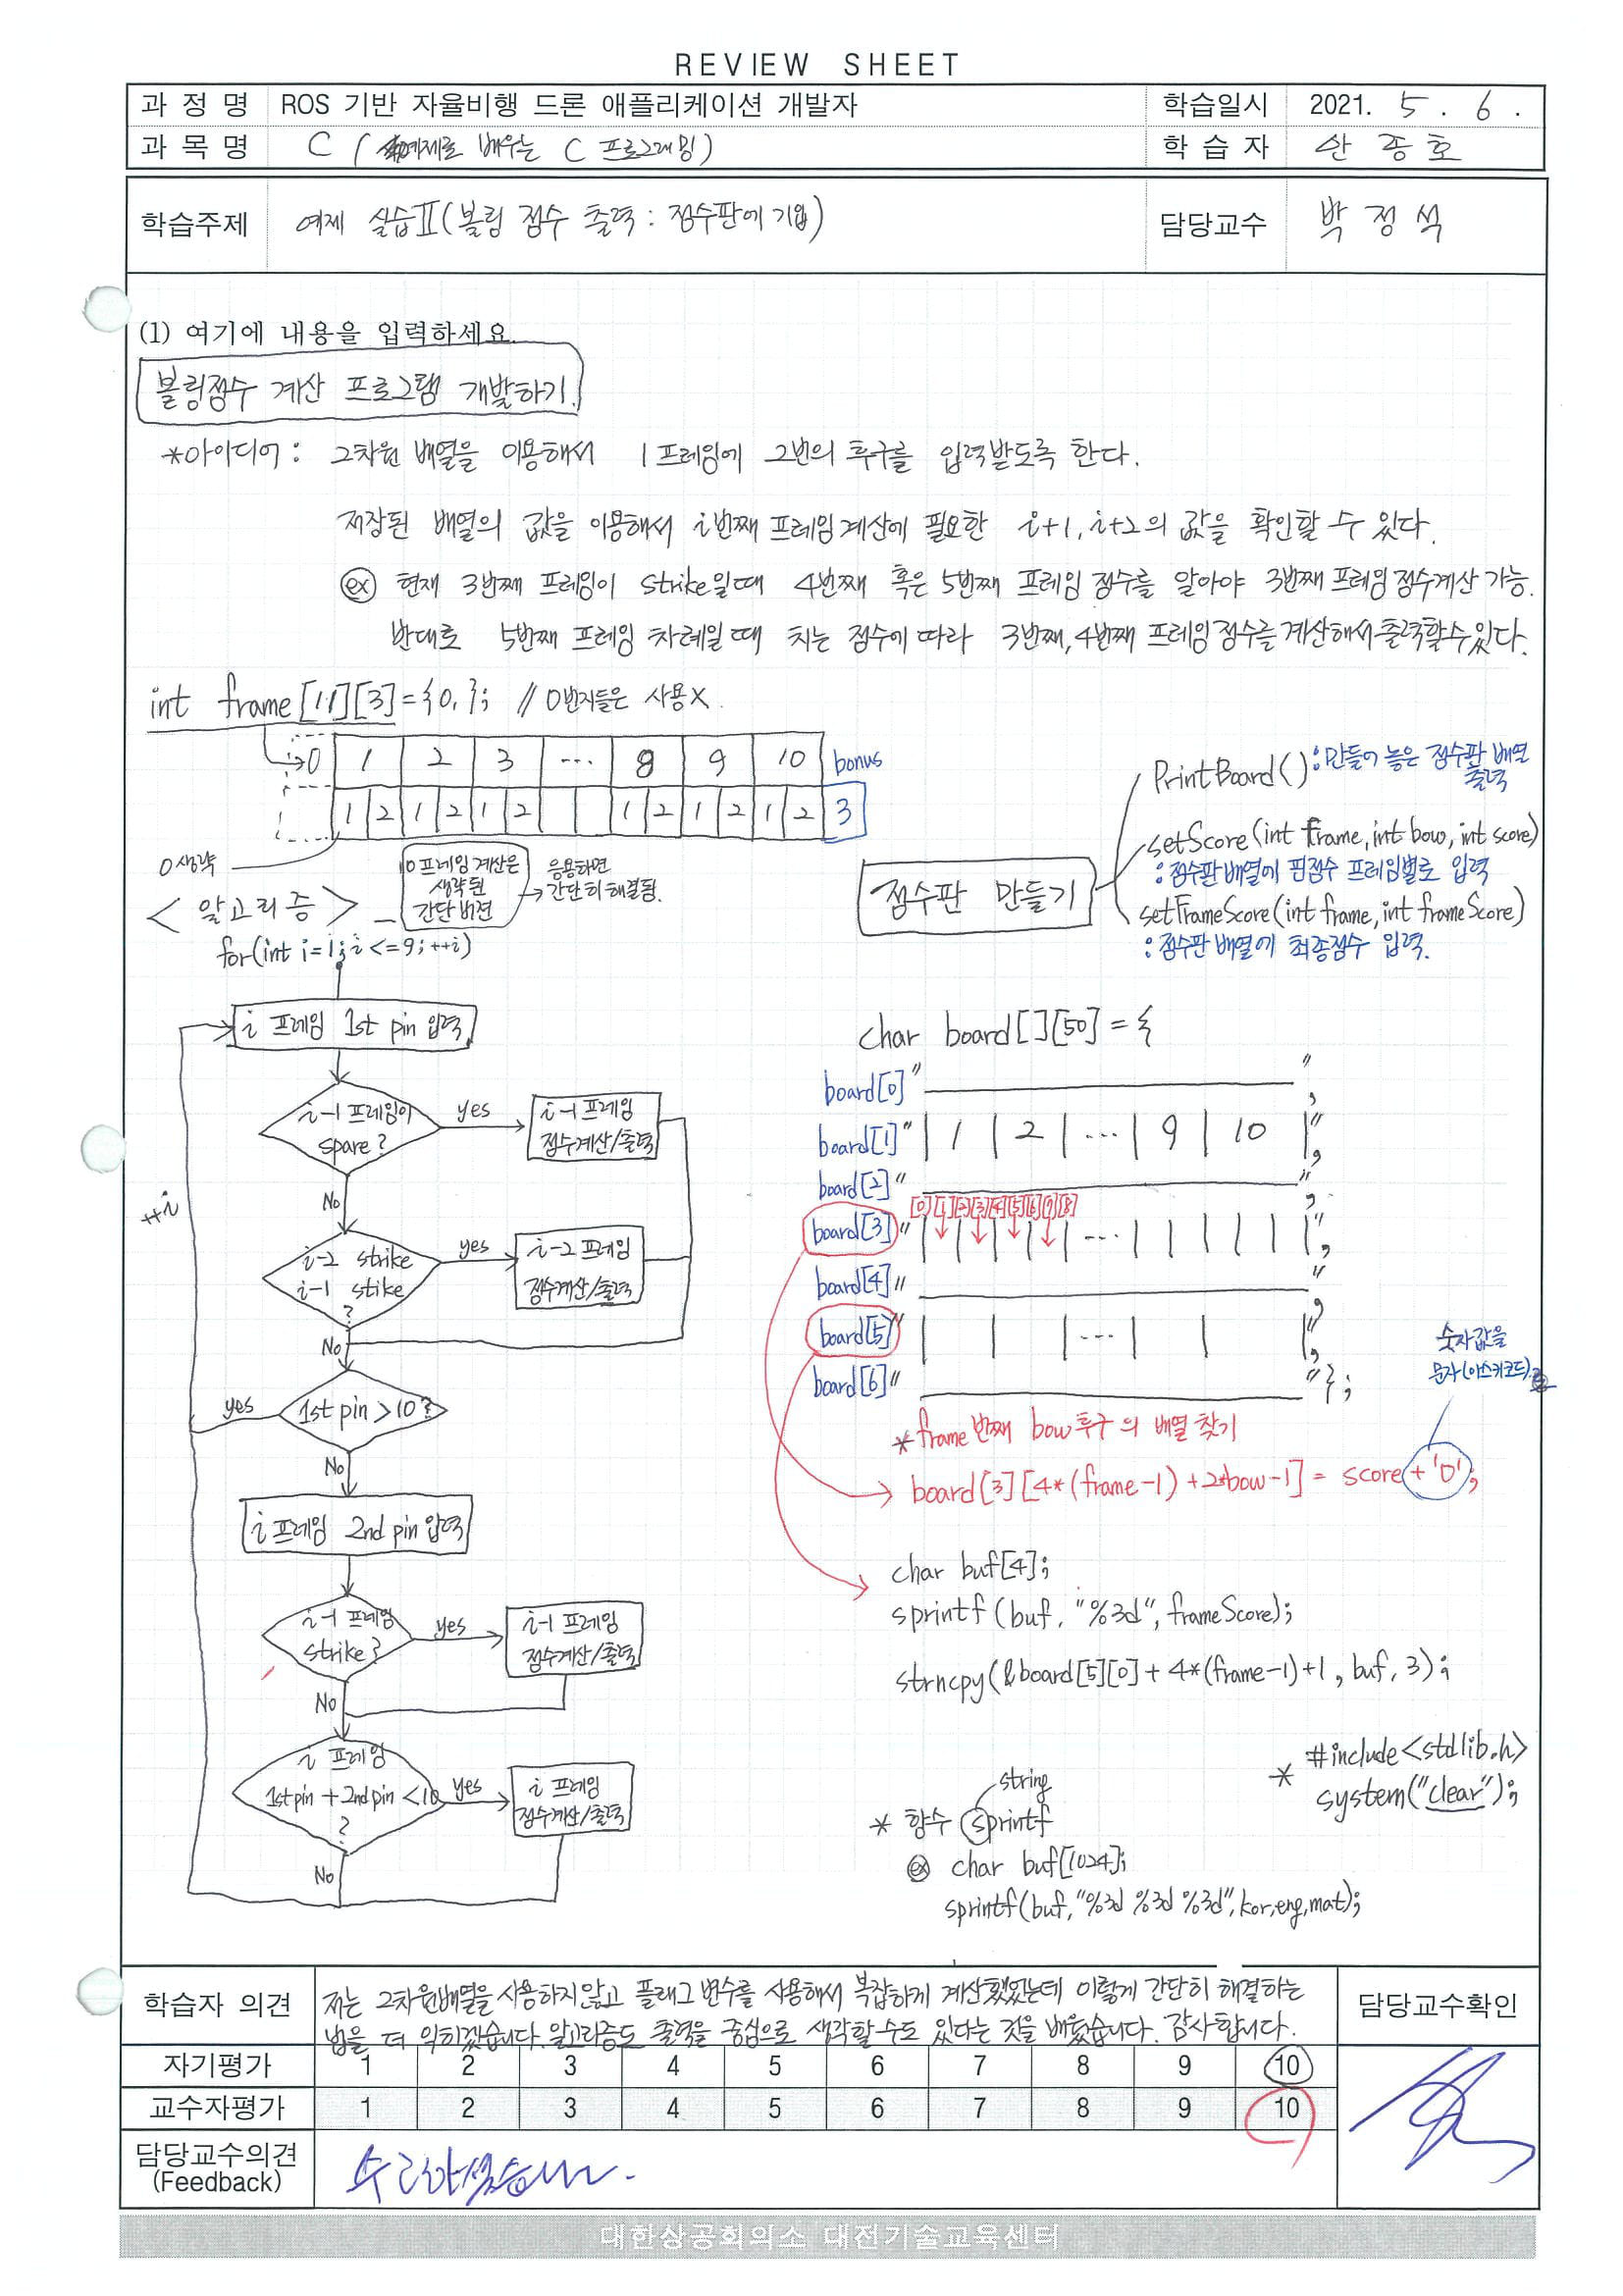 REVIEW SHEET
과 정 명 ROS 기반 자율비행 드론 애플리케이션 개발자 학습일시 2021. 5. 6.
과 목 명 C (예제로 배우는 C 프로그래밍) 학 습 자 안 종 호
학습주제 예제 실습Ⅱ(볼링 점수 출력 : 점수판에 기입) 담당교수 박 정 석
(1) 여기에 내용을 입력하세요.
볼링점수 계산 프로그램 개발하기.
*아이디어 : 2차원 배열을 이용해서 1프레임에 2번의 투구를 입력받도록 한다.
저장된 배열의 값을 이용해서 i번째 프레임 계산에 필요한 i+1, i+2의 값을 확인할 수 있다.
ex 현재 3번째 프레임이 strike일때 4번째 혹은 5번째 프레임 점수를 알아야 3번째 프레임 점수계산 가능.
반대로 5번째 프레임 차례일때 치는 점수에 따라 3번째, 4번째 프레임 점수를 계산해서 출력할 수 있다.
int frame[11][3]={0,}; // 0번지들은 사용X.
0 1 2 3 ... 8 9 10 bonus
1 2 1 2 1 2 1 2 1 2 1 2 3
0 생략
10프레임 계산은
생략된
간단 버전
응용하면
간단히 해결됨.
< 알고리즘 >
for(int i=1; i<=9; ++i)
i 프레임 1st pin 입력
i-1 프레임이
spare?
yes
i-1 프레임
점수계산/출력
No
i-2 strike
i-1 stike
?
yes
i-2 프레임
점수계산/출력
No
++i
1st pin > 10?
yes
No
i 프레임 2nd pin 입력
i-1 프레임
strike?
yes
i-1 프레임
점수계산/출력
No
i 프레임
1st pin + 2nd pin < 10
?
yes
i 프레임
점수계산/출력
No
점수판 만들기
PrintBoard() : 만들어 놓은 점수판 배열
출력
setScore(int frame, int bow, int score)
: 점수판 배열에 핀점수 프레임별로 입력
setFrameScore(int frame, int frameScore)
: 점수판 배열에 최종점수 입력.
char board[][50] = {
board[0] " ",
board[1] "| 1 | 2 | ... | 9 | 10 |",
board[2] " ",
[0][1][2][3][4][5][6][7][8]
board[3] "| | | | | ... | | | | | |",
board[4] " ",
board[5] "| | | ... | | |",
board[6] " "};
숫자값을
문자(아스키코드)로
* frame 번째 bow투구의 배열 찾기
board[3][4*(frame-1)+2*bow-1] = score + '0';
char buf[4];
sprintf(buf, "%3d", frameScore);
strncpy(&board[5][0] + 4*(frame-1)+1, buf, 3);
* #include<stdlib.h>
system("clear");
string
* 함수 sprintf
ex char buf[1024];
sprintf(buf, "%3d %3d %3d", kor, eng, mat);
학습자 의견 저는 2차원배열을 사용하지않고 플래그 변수를 사용해서 복잡하게 계산했었는데 이렇게 간단히 해결하는
법을 더 익히겠습니다. 알고리즘도 출력을 중심으로 생각할 수도 있다는 것을 배웠습니다. 감사합니다.
담당교수확인
자기평가 1 2 3 4 5 6 7 8 9 10
교수자평가 1 2 3 4 5 6 7 8 9 10
담당교수의견
(Feedback)
대한상공회의소 대전기술교육센터